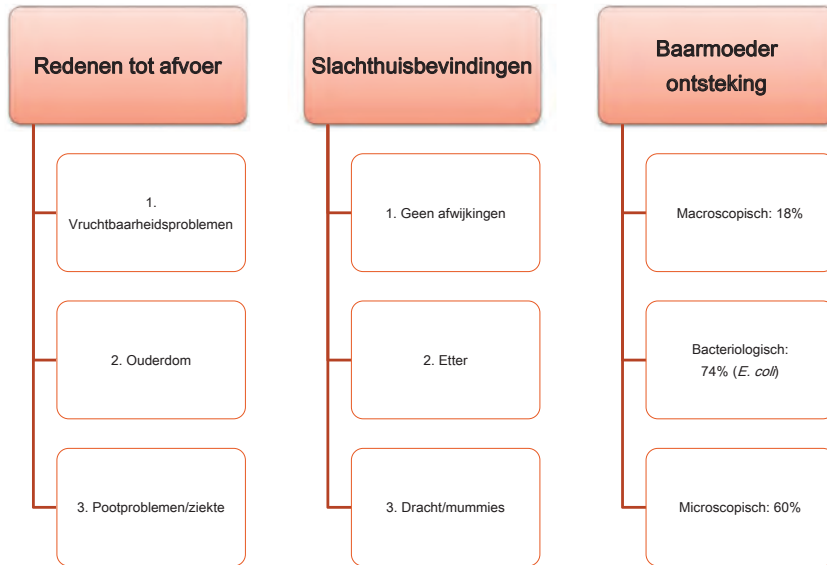 Redenen tot afvoer
1.
Vruchtbaarheidsproblemen
2. Ouderdom
3. Pootproblemen/ziekte
Slachthuisbevindingen
1. Geen afwijkingen
2. Etter
3. Dracht/mummies
Baarmoeder
ontsteking
Macroscopisch: 18%
Bacteriologisch:
74% (E. coli)
Microscopisch: 60%